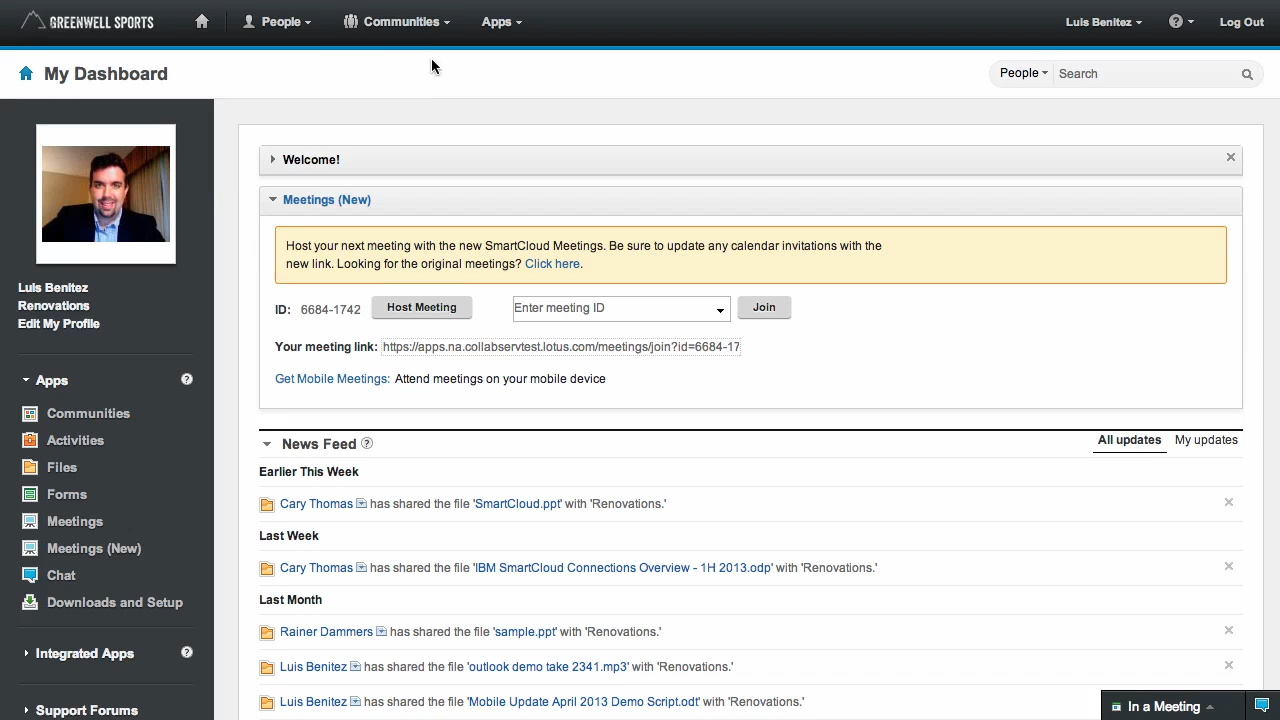 GREENWELL SPORTS
People
Communities
Apps
Luis Benitez
?
Log Out
My Dashboard
People
Search
Luis Benitez
Renovations
Edit My Profile
Apps
?
Communities
Activities
Files
Forms
Meetings
Meetings (New)
Chat
Downloads and Setup
Integrated Apps
?
Support Forums
Welcome!
Meetings (New)
Host your next meeting with the new SmartCloud Meetings. Be sure to update any calendar invitations with the
new link. Looking for the original meetings? Click here.
ID: 6684-1742 Host Meeting Enter meeting ID Join
Your meeting link: https://apps.na.collabservtest.lotus.com/meetings/join?id=6684-17
Get Mobile Meetings: Attend meetings on your mobile device
News Feed ? All updates My updates
Earlier This Week
Cary Thomas has shared the file 'SmartCloud.ppt' with 'Renovations.'
Last Week
Cary Thomas has shared the file 'IBM SmartCloud Connections Overview - 1H 2013.odp' with 'Renovations.'
Last Month
Rainer Dammers has shared the file 'sample.ppt' with 'Renovations.'
Luis Benitez has shared the file 'outlook demo take 2341.mp3' with 'Renovations.'
Luis Benitez has shared the file 'Mobile Update April 2013 Demo Script.odt' with 'Renovations.'
In a Meeting